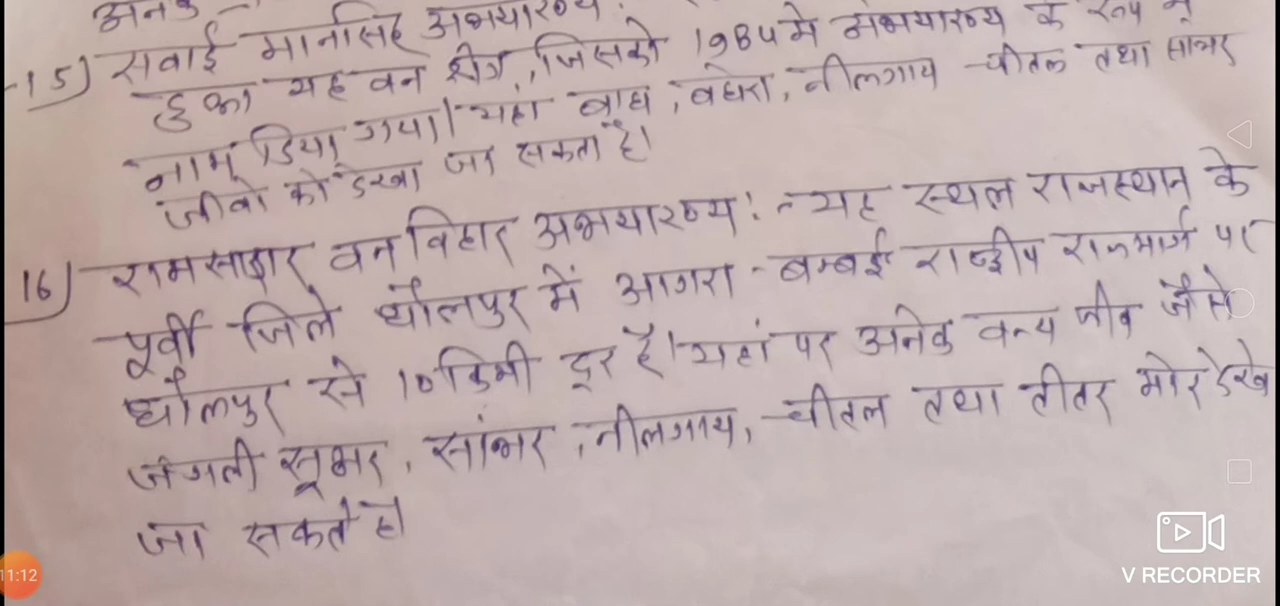 अनेक
15) सवाई मानसिंह अभयारण्य:
हुआ यह वन क्षेत्र, जिसको 1984 मे अभयारण्य के रूप में
नाम दिया गया। यहां बाघ, बघेरा, नीलगाय चीतल तथा सांभर
जीवों को देखा जा सकता है।
16) रामसागर वन विहार अभयारण्य:- यह स्थल राजस्थान के
पूर्वी जिले धौलपुर में आगरा-बम्बई राष्ट्रीय राजमार्ग पर
धौलपुर से 10 किमी दूर है। यहां पर अनेक वन्य जीव जैसे
जंगली सूअर, सांभर, नीलगाय, चीतल तथा तीतर मोर देखे
जा सकते है।
11:12
V RECORDER